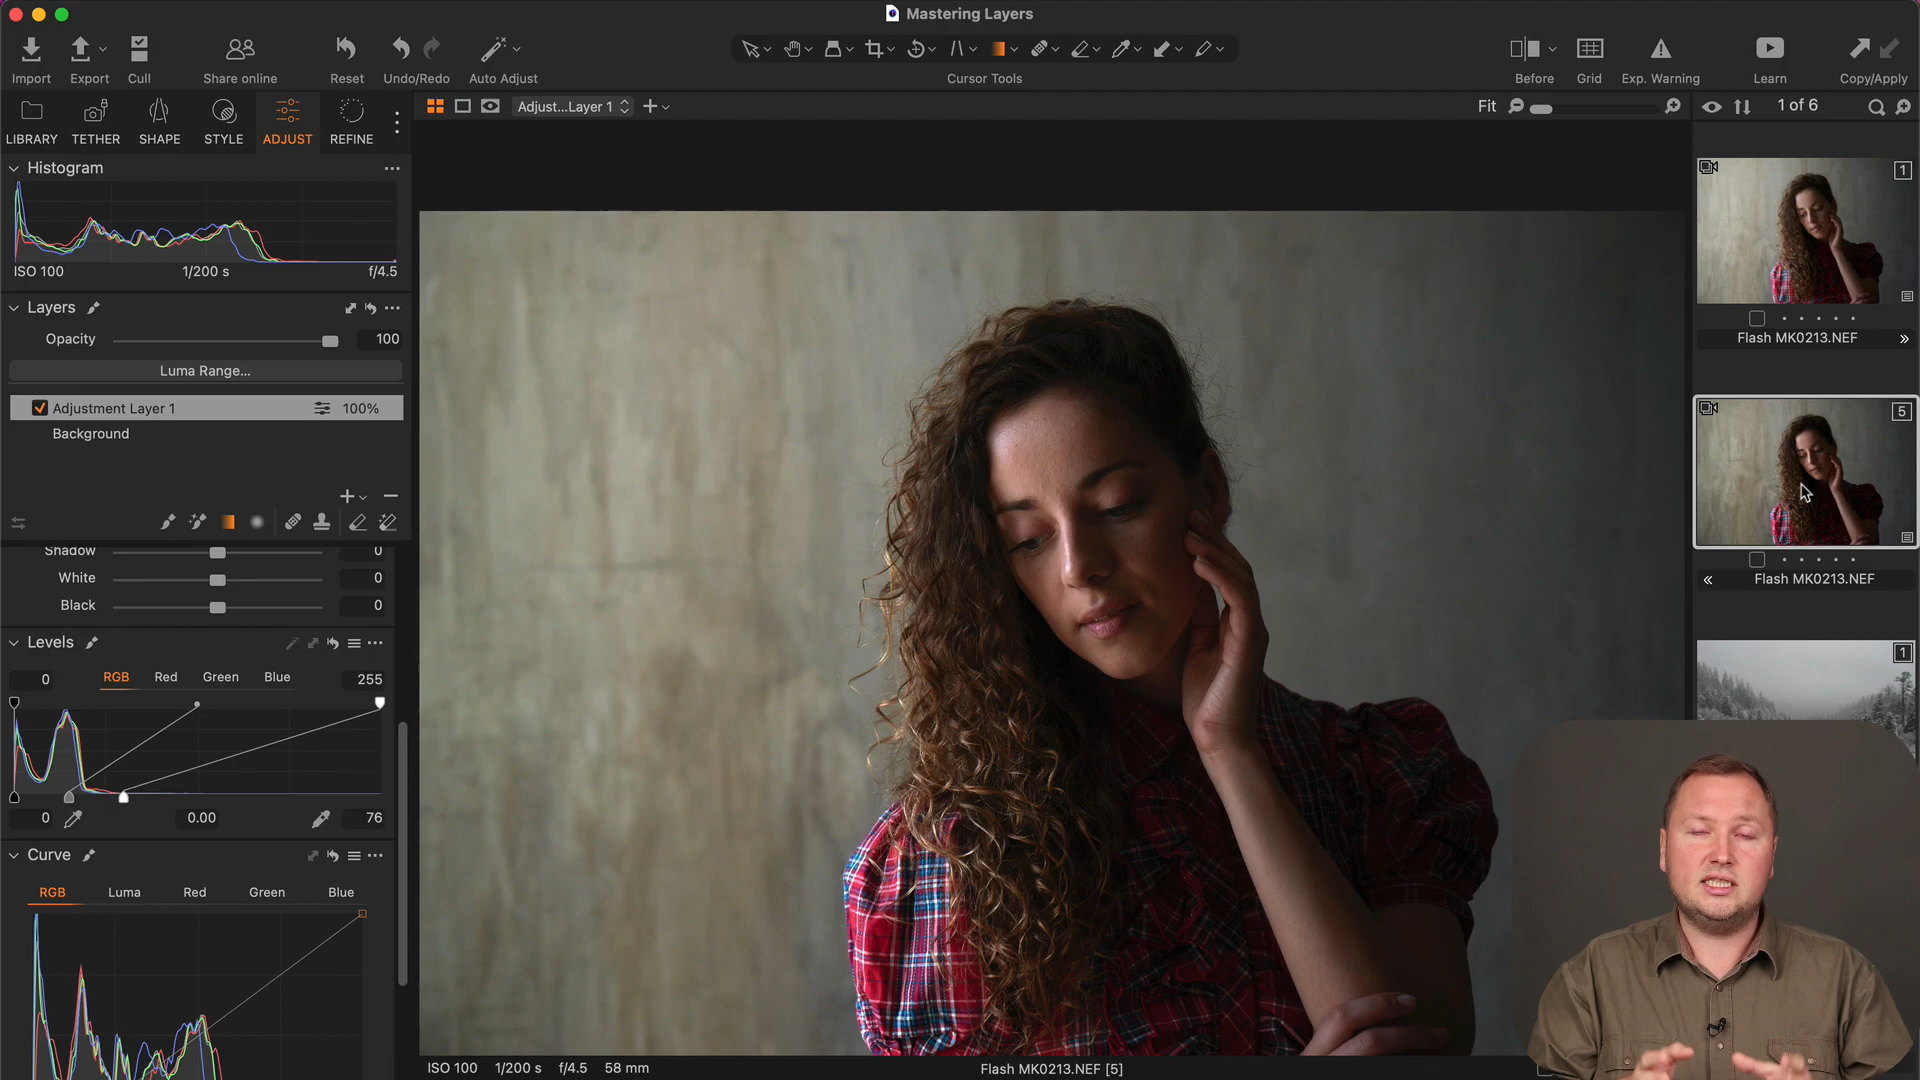 Mastering Layers
Import
Export
Cull
Share online
Reset
Undo/Redo
Auto Adjust
Cursor Tools
Before
Grid
Exp. Warning
Learn
Copy/Apply
LIBRARY
TETHER
SHAPE
STYLE
ADJUST
REFINE
Adjust...Layer 1
Fit
1 of 6
Histogram
ISO 100 1/200 s f/4.5
Layers
Opacity 100
Luma Range...
Adjustment Layer 1 100%
Background
Shadow 0
White 0
Black 0
Levels
0 RGB Red Green Blue 255
0 0.00 76
Curve
RGB Luma Red Green Blue
ISO 100 1/200 s f/4.5 58 mm
Flash MK0213.NEF [5]
1
Flash MK0213.NEF
5
Flash MK0213.NEF
1